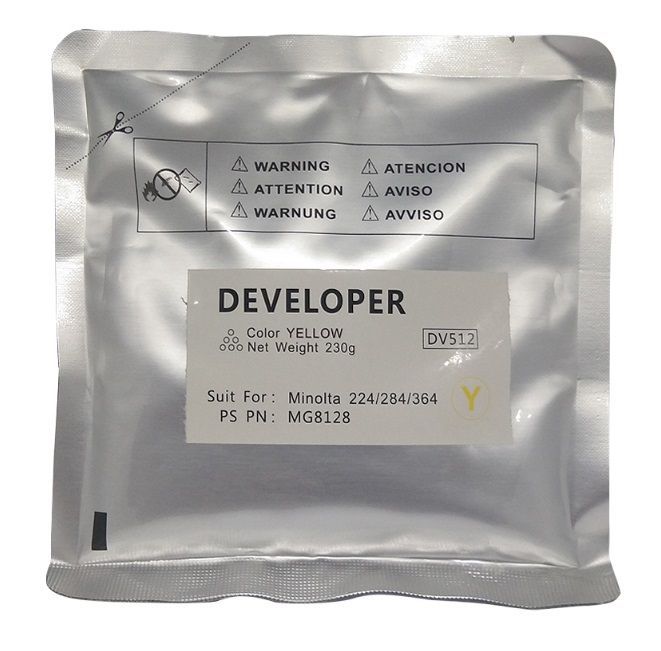 WARNING ATENCION
ATTENTION AVISO
WARNUNG AVVISO
DEVELOPER
Color YELLOW
Net Weight 230g
DV512
Suit For: Minolta 224/284/364
PS PN: MG8128
Y